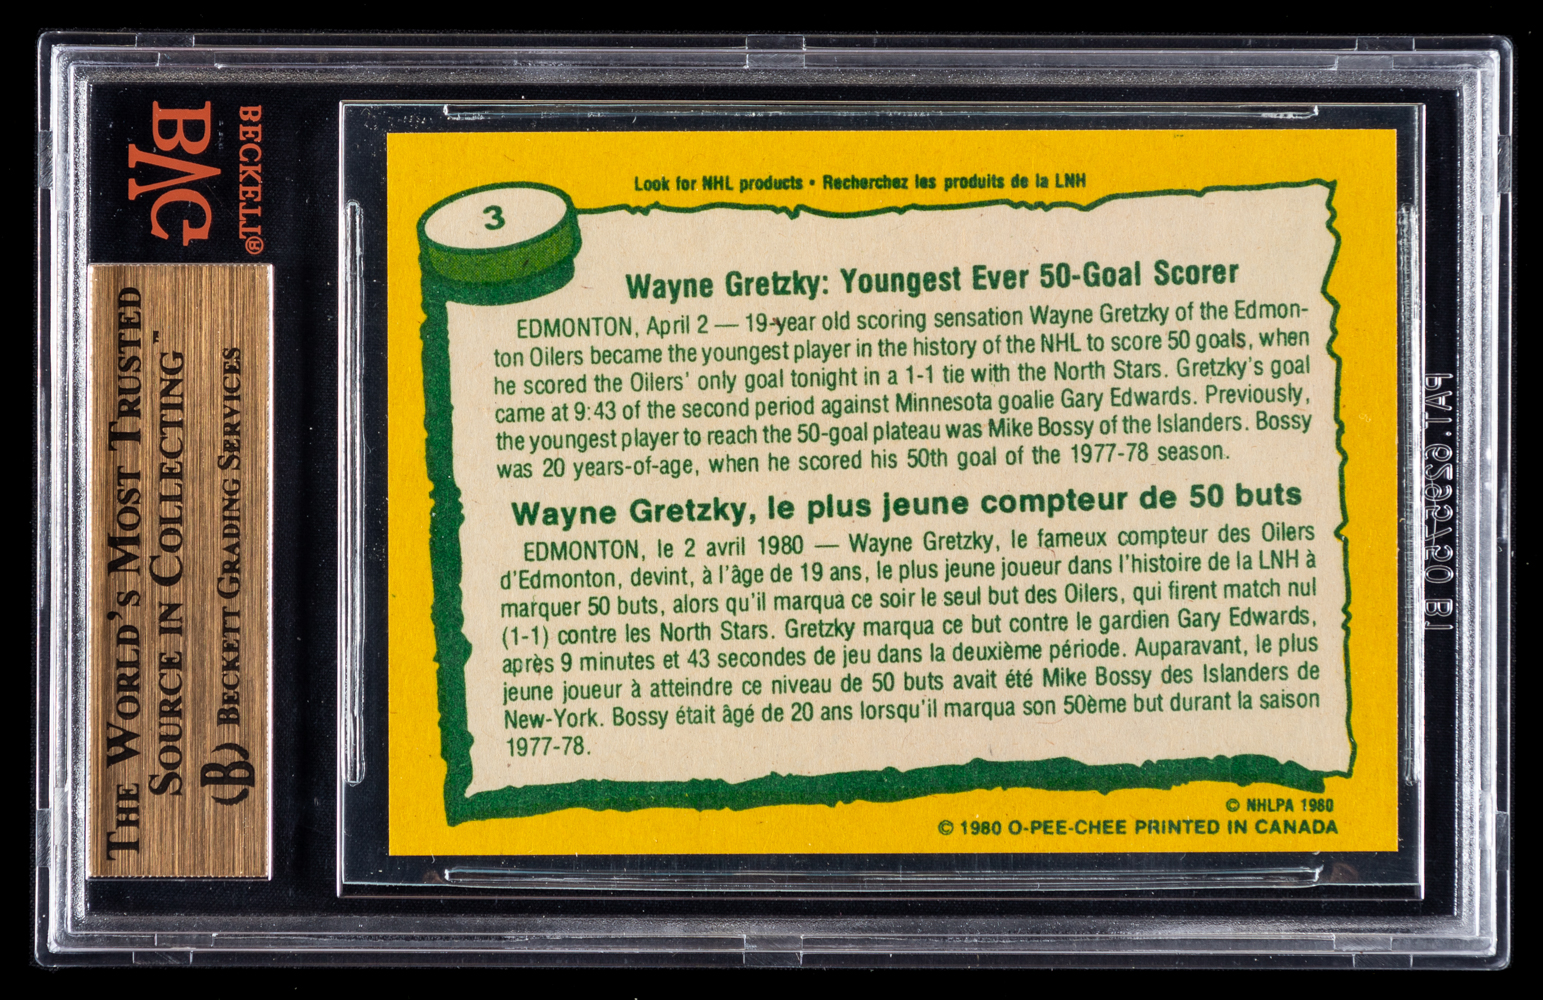 BECKETT®
BVG
THE WORLD'S MOST TRUSTED
SOURCE IN COLLECTING™
(B) BECKETT GRADING SERVICES
Look for NHL products • Recherchez les produits de la LNH
3
Wayne Gretzky: Youngest Ever 50-Goal Scorer
EDMONTON, April 2 — 19-year old scoring sensation Wayne Gretzky of the Edmon-
ton Oilers became the youngest player in the history of the NHL to score 50 goals, when
he scored the Oilers' only goal tonight in a 1-1 tie with the North Stars. Gretzky's goal
came at 9:43 of the second period against Minnesota goalie Gary Edwards. Previously,
the youngest player to reach the 50-goal plateau was Mike Bossy of the Islanders. Bossy
was 20 years-of-age, when he scored his 50th goal of the 1977-78 season.
Wayne Gretzky, le plus jeune compteur de 50 buts
EDMONTON, le 2 avril 1980 — Wayne Gretzky, le fameux compteur des Oilers
d'Edmonton, devint, à l'âge de 19 ans, le plus jeune joueur dans l'histoire de la LNH à
marquer 50 buts, alors qu'il marqua ce soir le seul but des Oilers, qui firent match nul
(1-1) contre les North Stars. Gretzky marqua ce but contre le gardien Gary Edwards,
après 9 minutes et 43 secondes de jeu dans la deuxième période. Auparavant, le plus
jeune joueur à atteindre ce niveau de 50 buts avait été Mike Bossy des Islanders de
New-York. Bossy était âgé de 20 ans lorsqu'il marqua son 50ème but durant la saison
1977-78.
© NHLPA 1980
© 1980 O-PEE-CHEE PRINTED IN CANADA
PAT. 6295750 B1